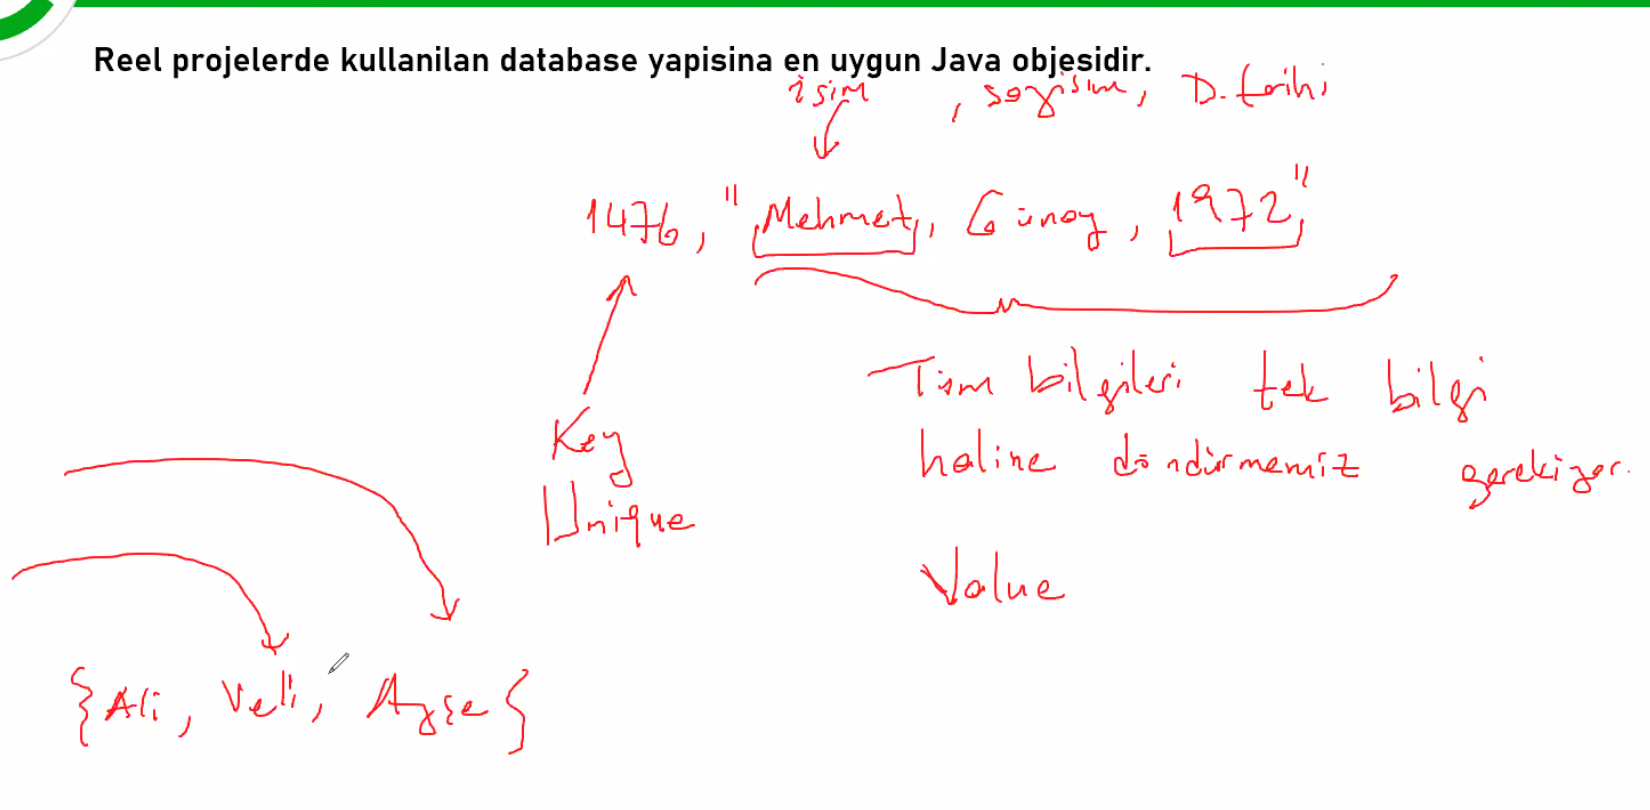 Reel projelerde kullanilan database yapisina en uygun Java objesidir.
isim, soyisim, D. tarihi
1476, "Mehmet, Günay, 1972"
Tüm bilgileri tek bilgi
haline döndürmemiz gerekiyor.
Key
Unique
Value
{Ali, Veli, Ayşe}